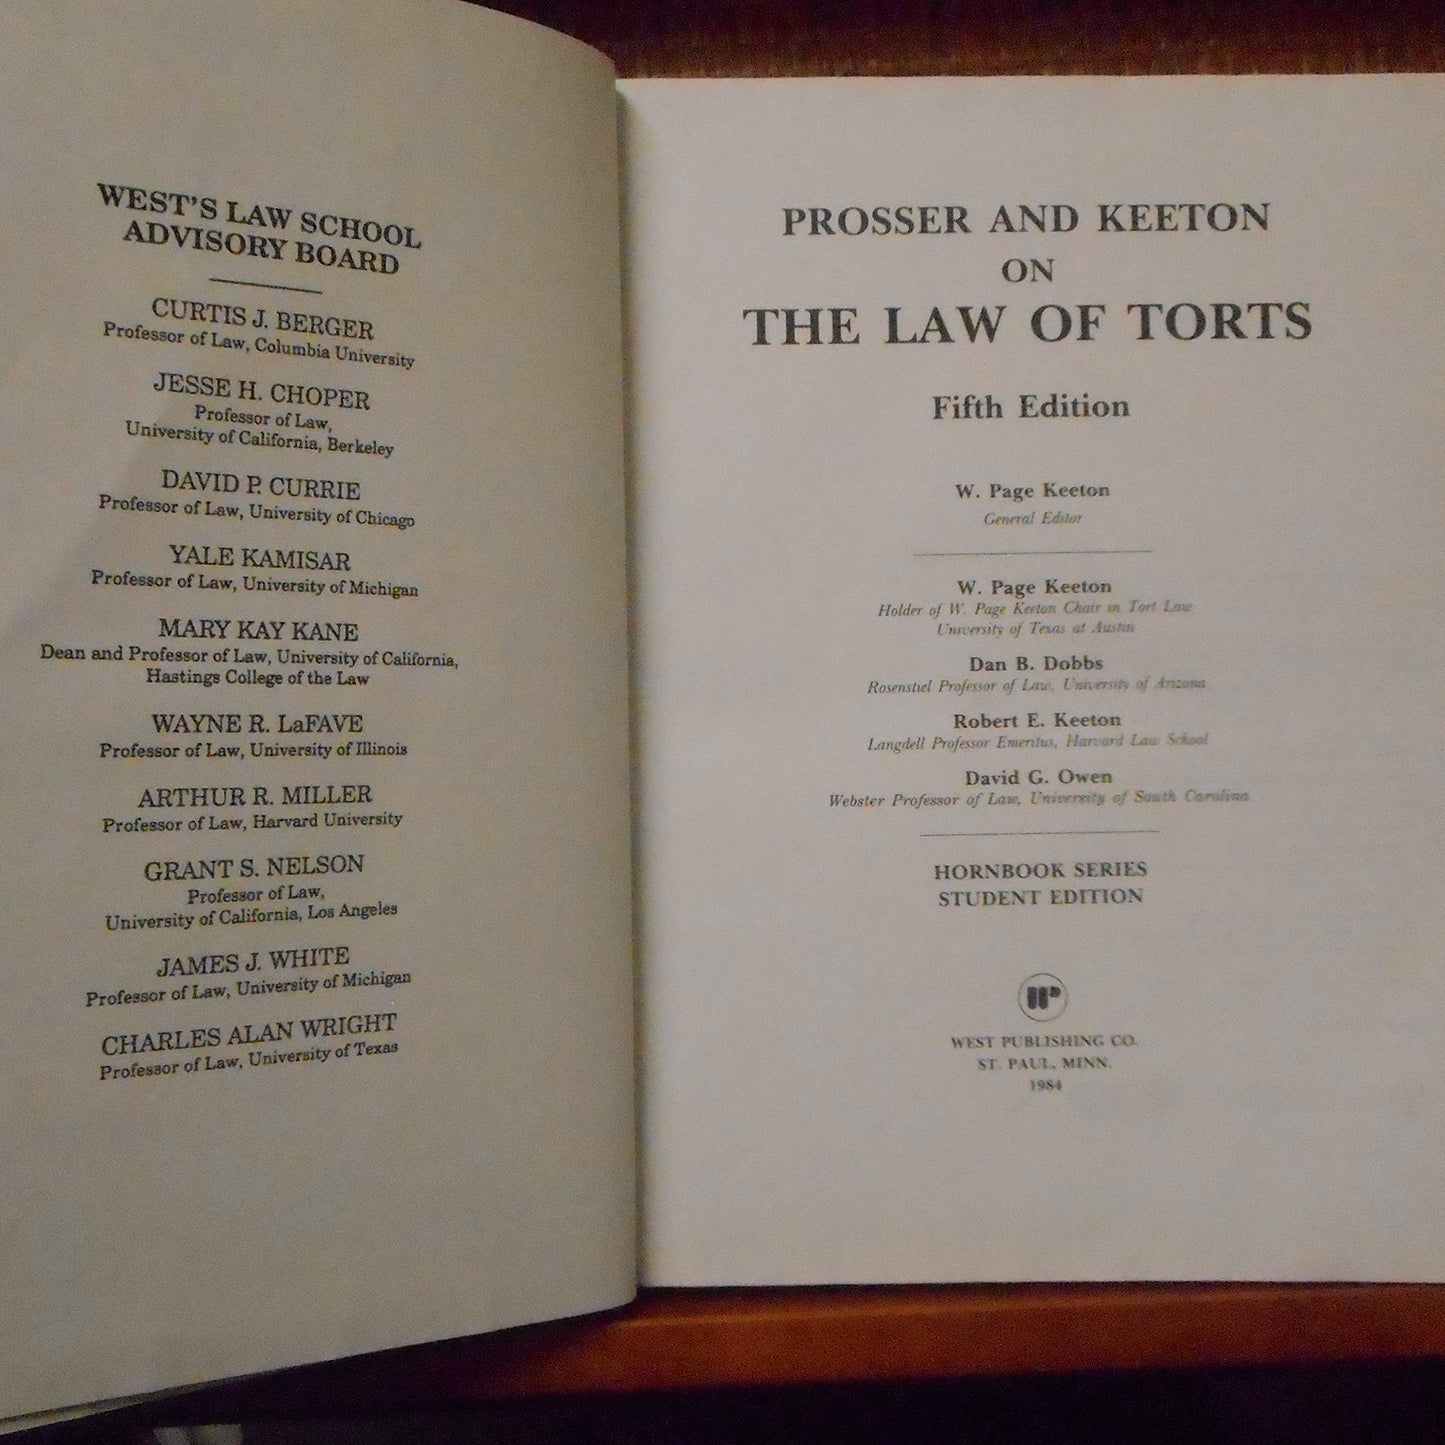 WEST'S LAW SCHOOL
ADVISORY BOARD
CURTIS J. BERGER
Professor of Law, Columbia University
JESSE H. CHOPER
Professor of Law,
University of California, Berkeley
DAVID P. CURRIE
Professor of Law, University of Chicago
YALE KAMISAR
Professor of Law, University of Michigan
MARY KAY KANE
Dean and Professor of Law, University of California,
Hastings College of the Law
WAYNE R. LaFAVE
Professor of Law, University of Illinois
ARTHUR R. MILLER
Professor of Law, Harvard University
GRANT S. NELSON
Professor of Law,
University of California, Los Angeles
JAMES J. WHITE
Professor of Law, University of Michigan
CHARLES ALAN WRIGHT
Professor of Law, University of Texas
PROSSER AND KEETON
ON
THE LAW OF TORTS
Fifth Edition
W. Page Keeton
General Editor
W. Page Keeton
Holder of W. Page Keeton Chair in Tort Law
University of Texas at Austin
Dan B. Dobbs
Rosenstiel Professor of Law, University of Arizona
Robert E. Keeton
Langdell Professor Emeritus, Harvard Law School
David G. Owen
Webster Professor of Law, University of South Carolina
HORNBOOK SERIES
STUDENT EDITION
WP
WEST PUBLISHING CO.
ST. PAUL, MINN.
1984